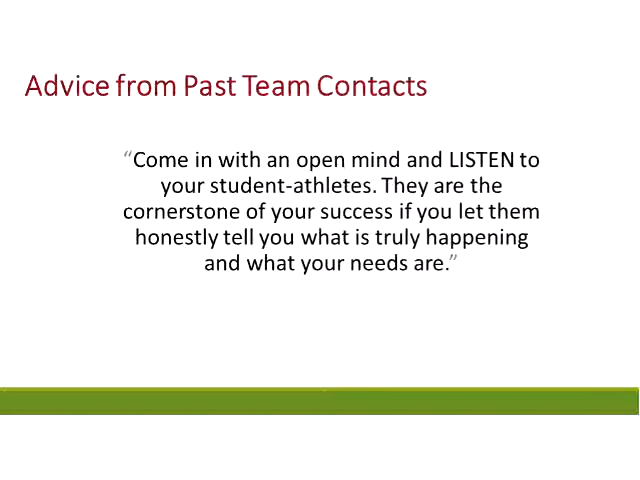 Advice from Past Team Contacts
“Come in with an open mind and LISTEN to
your student-athletes. They are the
cornerstone of your success if you let them
honestly tell you what is truly happening
and what your needs are.”